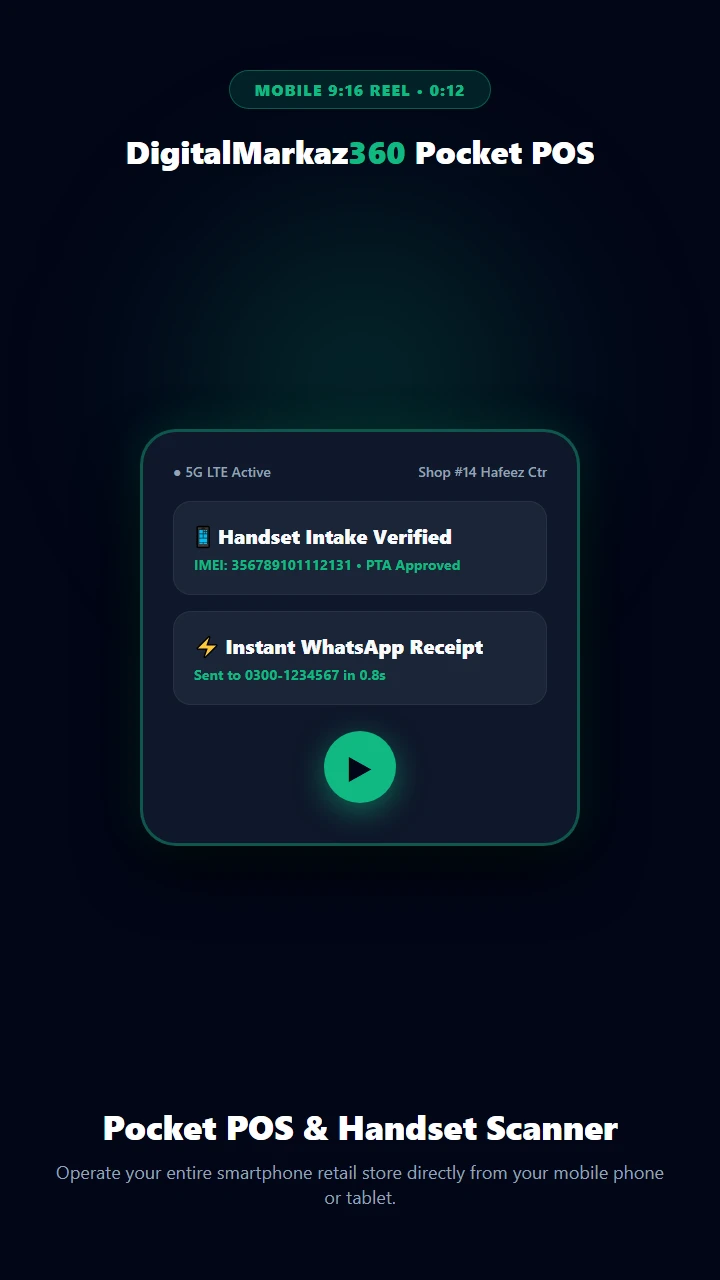 MOBILE 9:16 REEL • 0:12
DigitalMarkaz360 Pocket POS
● 5G LTE Active
Shop #14 Hafeez Ctr
📱 Handset Intake Verified
IMEI: 356789101112131 • PTA Approved
⚡ Instant WhatsApp Receipt
Sent to 0300-1234567 in 0.8s
Pocket POS & Handset Scanner
Operate your entire smartphone retail store directly from your mobile phone
or tablet.